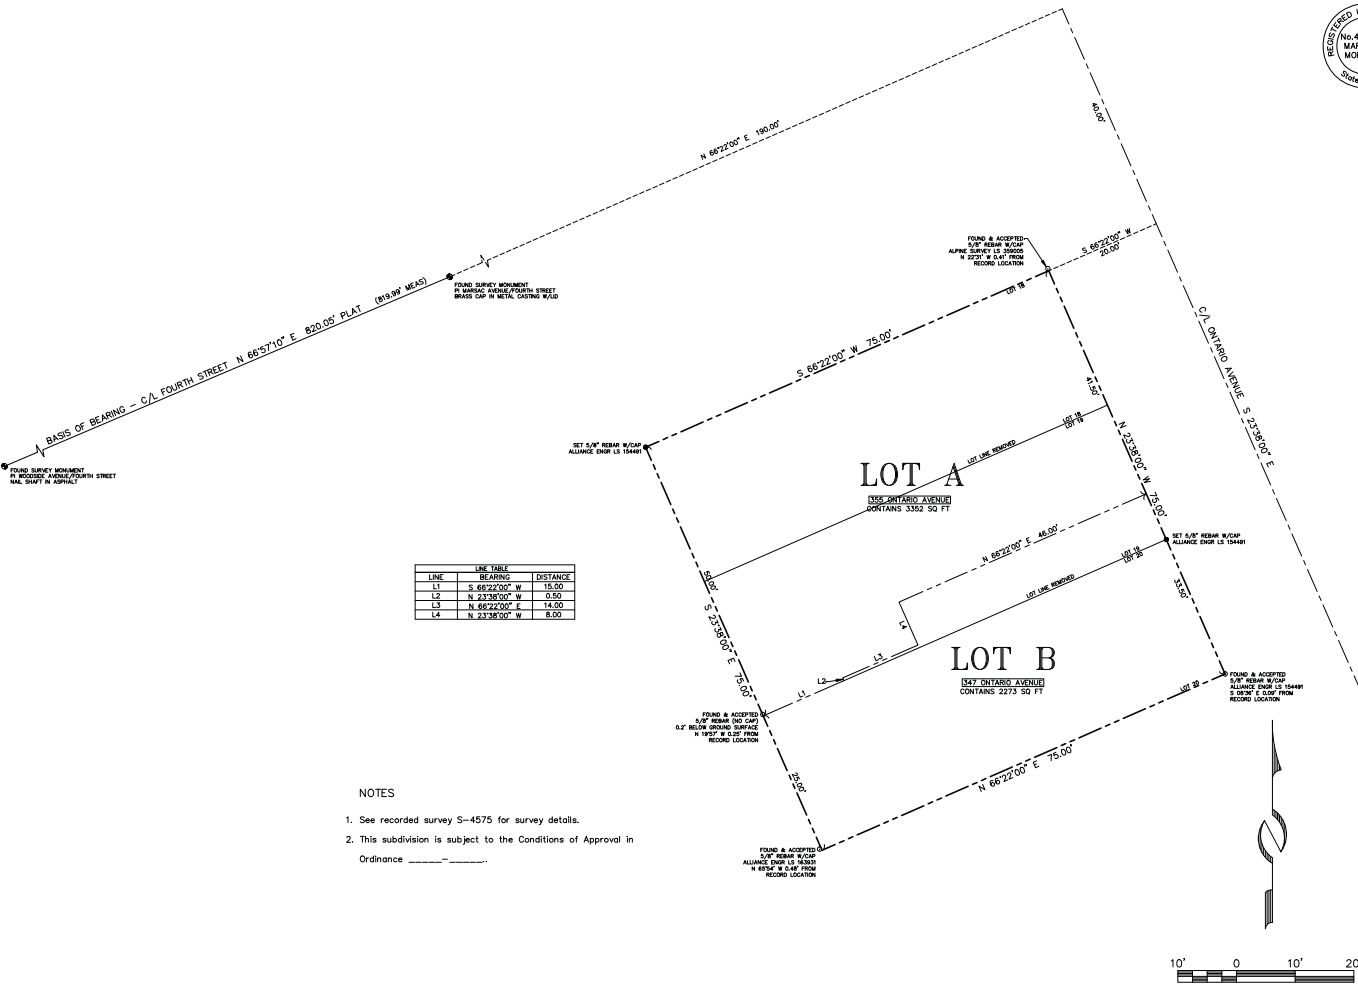 REGISTERED
No.4
MAR
MOR
State
N 66°22'00" E 190.00'
40.00'
S 66°22'00" W
20.00'
FOUND & ACCEPTED
5/8" REBAR W/CAP
ALPINE SURVEY LS 359005
N 22°31' W 0.41' FROM
RECORD LOCATION
LOT 18
FOUND SURVEY MONUMENT
PI MARSAC AVENUE/FOURTH STREET
BRASS CAP IN METAL CASTING W/LID
BASIS OF BEARING - C/L FOURTH STREET N 66°57'10" E 820.05' PLAT (819.99' MEAS)
FOUND SURVEY MONUMENT
PI WOODSIDE AVENUE/FOURTH STREET
NAIL SHAFT IN ASPHALT
C/L ONTARIO AVENUE S 23°38'00" E
S 66°22'00" W 75.00'
41.50'
SET 5/8" REBAR W/CAP
ALLIANCE ENGR LS 154491
LOT 18
LOT 19
LOT LINE REMOVED
N 23°38'00" W 75.00'
LOT A
355 ONTARIO AVENUE
CONTAINS 3352 SQ FT
N 66°22'00" E 46.00'
SET 5/8" REBAR W/CAP
ALLIANCE ENGR LS 154491
LOT 19
LOT 20
LOT LINE REMOVED
33.50'
50.00'
S 23°38'00" E 75.00'
LINE TABLE
LINE BEARING DISTANCE
L1 S 66°22'00" W 15.00
L2 N 23°38'00" W 0.50
L3 N 66°22'00" E 14.00
L4 N 23°38'00" W 8.00
L4
L3
L2
L1
LOT B
347 ONTARIO AVENUE
CONTAINS 2273 SQ FT
LOT 20
FOUND & ACCEPTED
5/8" REBAR W/CAP
ALLIANCE ENGR LS 154491
S 08°36' E 0.09' FROM
RECORD LOCATION
FOUND & ACCEPTED
5/8" REBAR (NO CAP)
0.2' BELOW GROUND SURFACE
N 19°57' W 0.25' FROM
RECORD LOCATION
25.00'
N 66°22'00" E 75.00'
FOUND & ACCEPTED
5/8" REBAR W/CAP
ALLIANCE ENGR LS 163931
N 65°54' W 0.48' FROM
RECORD LOCATION
NOTES
1. See recorded survey S-4575 for survey details.
2. This subdivision is subject to the Conditions of Approval in
Ordinance _____-_____..
10' 0 10' 20